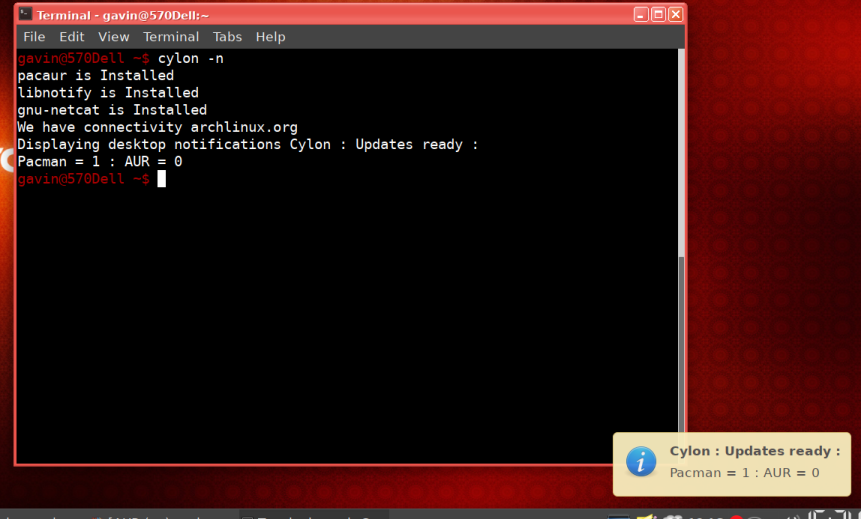 Terminal - gavin@570Dell:~
File Edit View Terminal Tabs Help
gavin@570Dell ~$ cylon -n
pacaur is Installed
libnotify is Installed
gnu-netcat is Installed
We have connectivity archlinux.org
Displaying desktop notifications Cylon : Updates ready :
Pacman = 1 : AUR = 0
gavin@570Dell ~$
Cylon : Updates ready :
Pacman = 1 : AUR = 0